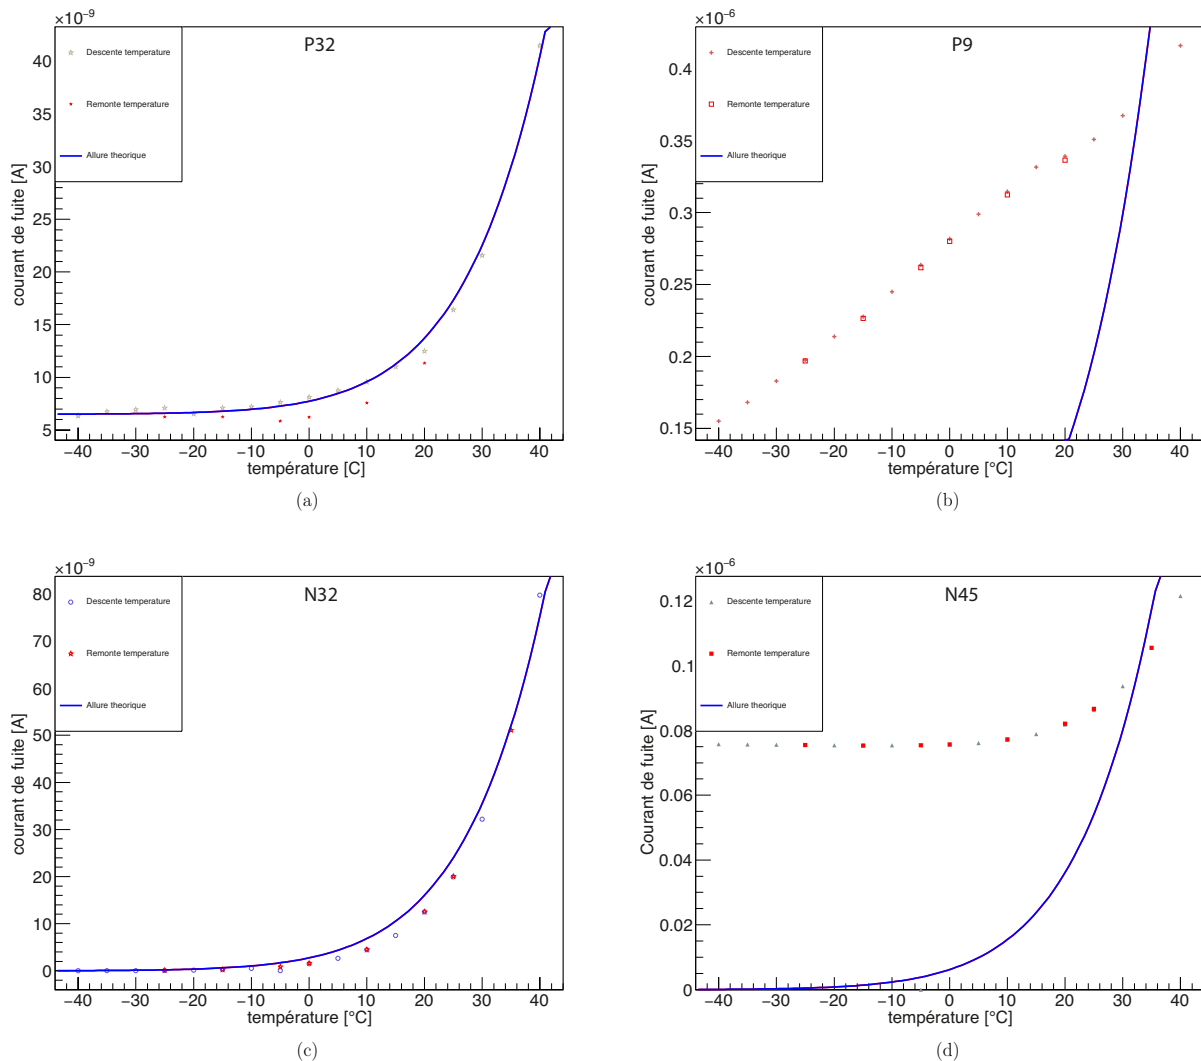 ×10⁻⁹
P32
Descente temperature
Remonte temperature
Allure theorique
courant de fuite [A]
40
35
30
25
20
15
10
5
−40 −30 −20 −10 0 10 20 30 40
température [C]
(a)
×10⁻⁶
P9
Descente temperature
Remonte temperature
Allure theorique
courant de fuite [A]
0.4
0.35
0.3
0.25
0.2
0.15
−40 −30 −20 −10 0 10 20 30 40
température [°C]
(b)
×10⁻⁹
N32
Descente temperature
Remonte temperature
Allure theorique
courant de fuite [A]
80
70
60
50
40
30
20
10
0
−40 −30 −20 −10 0 10 20 30 40
température [°C]
(c)
×10⁻⁶
N45
Descente temperature
Remonte temperature
Allure theorique
Courant de fuite [A]
0.12
0.1
0.08
0.06
0.04
0.02
0
−40 −30 −20 −10 0 10 20 30 40
température [°C]
(d)